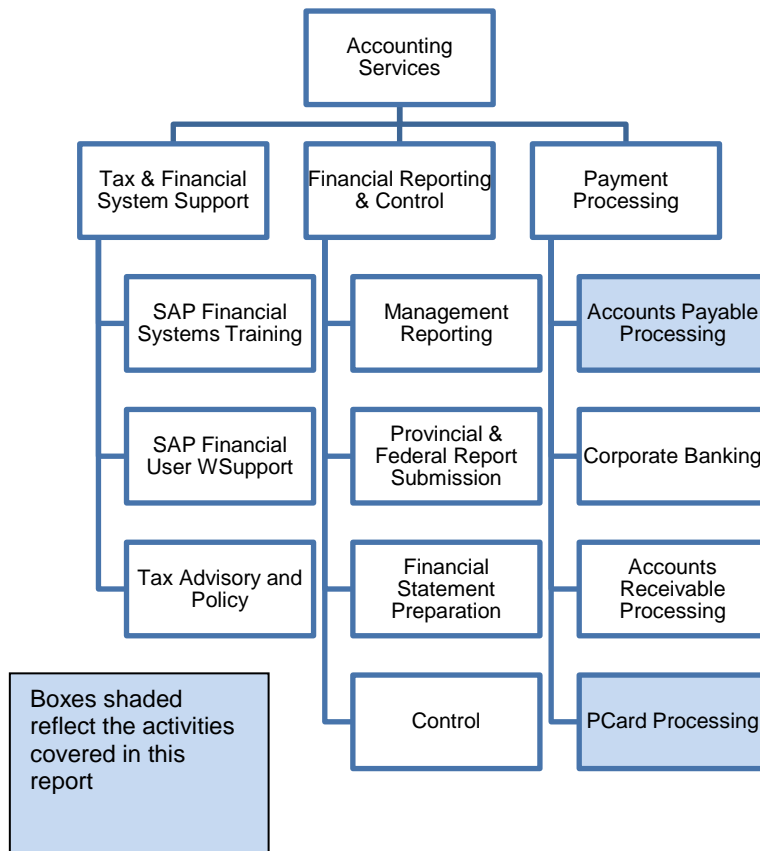 Accounting
Services
Tax & Financial
System Support
Financial Reporting
& Control
Payment
Processing
SAP Financial
Systems Training
Management
Reporting
Accounts Payable
Processing
SAP Financial
User WSupport
Provincial &
Federal Report
Submission
Corporate Banking
Tax Advisory and
Policy
Financial
Statement
Preparation
Accounts
Receivable
Processing
Control
PCard Processing
Boxes shaded
reflect the activities
covered in this
report